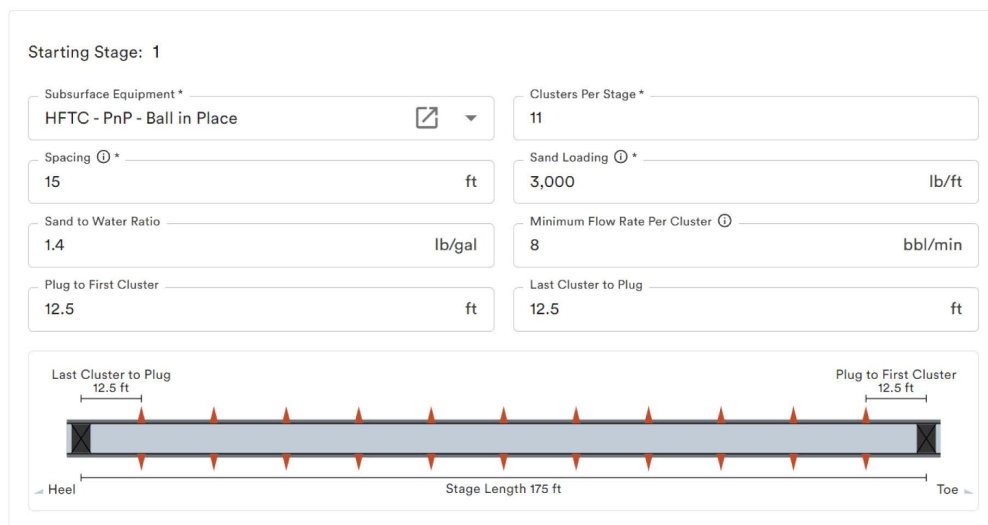 Starting Stage: 1
Subsurface Equipment *
HFTC - PnP - Ball in Place
Clusters Per Stage *
11
Spacing *
15 ft
Sand Loading *
3,000 lb/ft
Sand to Water Ratio
1.4 lb/gal
Minimum Flow Rate Per Cluster
8 bbl/min
Plug to First Cluster
12.5 ft
Last Cluster to Plug
12.5 ft
Last Cluster to Plug
12.5 ft
Plug to First Cluster
12.5 ft
Heel
Stage Length 175 ft
Toe